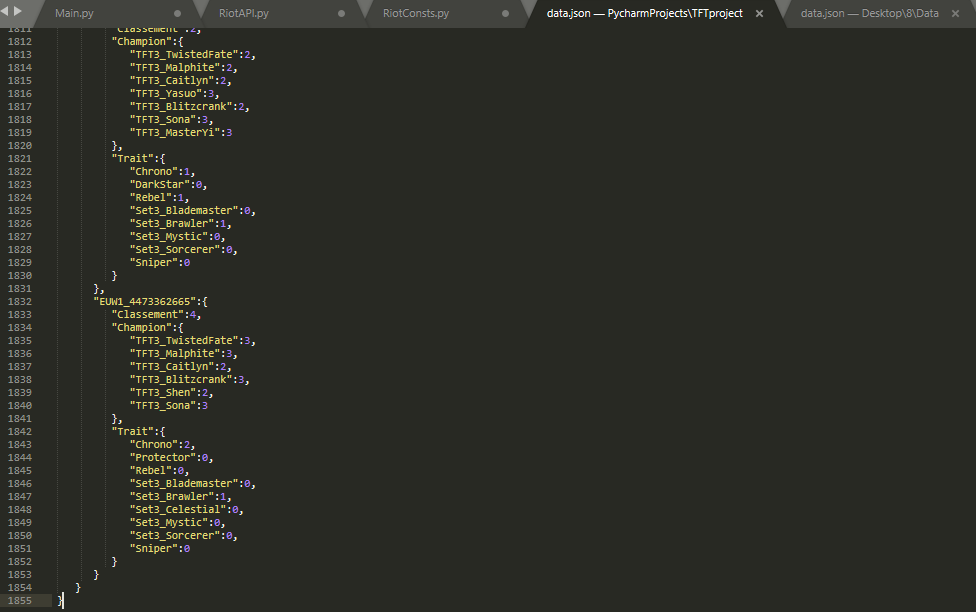 Main.py RiotAPI.py RiotConsts.py data.json — PycharmProjects\TFTproject × data.json — Desktop\8\Data ×
1811 "Classement":2,
1812 "Champion":{
1813 "TFT3_TwistedFate":2,
1814 "TFT3_Malphite":2,
1815 "TFT3_Caitlyn":2,
1816 "TFT3_Yasuo":3,
1817 "TFT3_Blitzcrank":2,
1818 "TFT3_Sona":3,
1819 "TFT3_MasterYi":3
1820 },
1821 "Trait":{
1822 "Chrono":1,
1823 "DarkStar":0,
1824 "Rebel":1,
1825 "Set3_Blademaster":0,
1826 "Set3_Brawler":1,
1827 "Set3_Mystic":0,
1828 "Set3_Sorcerer":0,
1829 "Sniper":0
1830 }
1831 },
1832 "EUW1_4473362665":{
1833 "Classement":4,
1834 "Champion":{
1835 "TFT3_TwistedFate":3,
1836 "TFT3_Malphite":3,
1837 "TFT3_Caitlyn":2,
1838 "TFT3_Blitzcrank":3,
1839 "TFT3_Shen":2,
1840 "TFT3_Sona":3
1841 },
1842 "Trait":{
1843 "Chrono":2,
1844 "Protector":0,
1845 "Rebel":0,
1846 "Set3_Blademaster":0,
1847 "Set3_Brawler":1,
1848 "Set3_Celestial":0,
1849 "Set3_Mystic":0,
1850 "Set3_Sorcerer":0,
1851 "Sniper":0
1852 }
1853 }
1854 }
1855 }